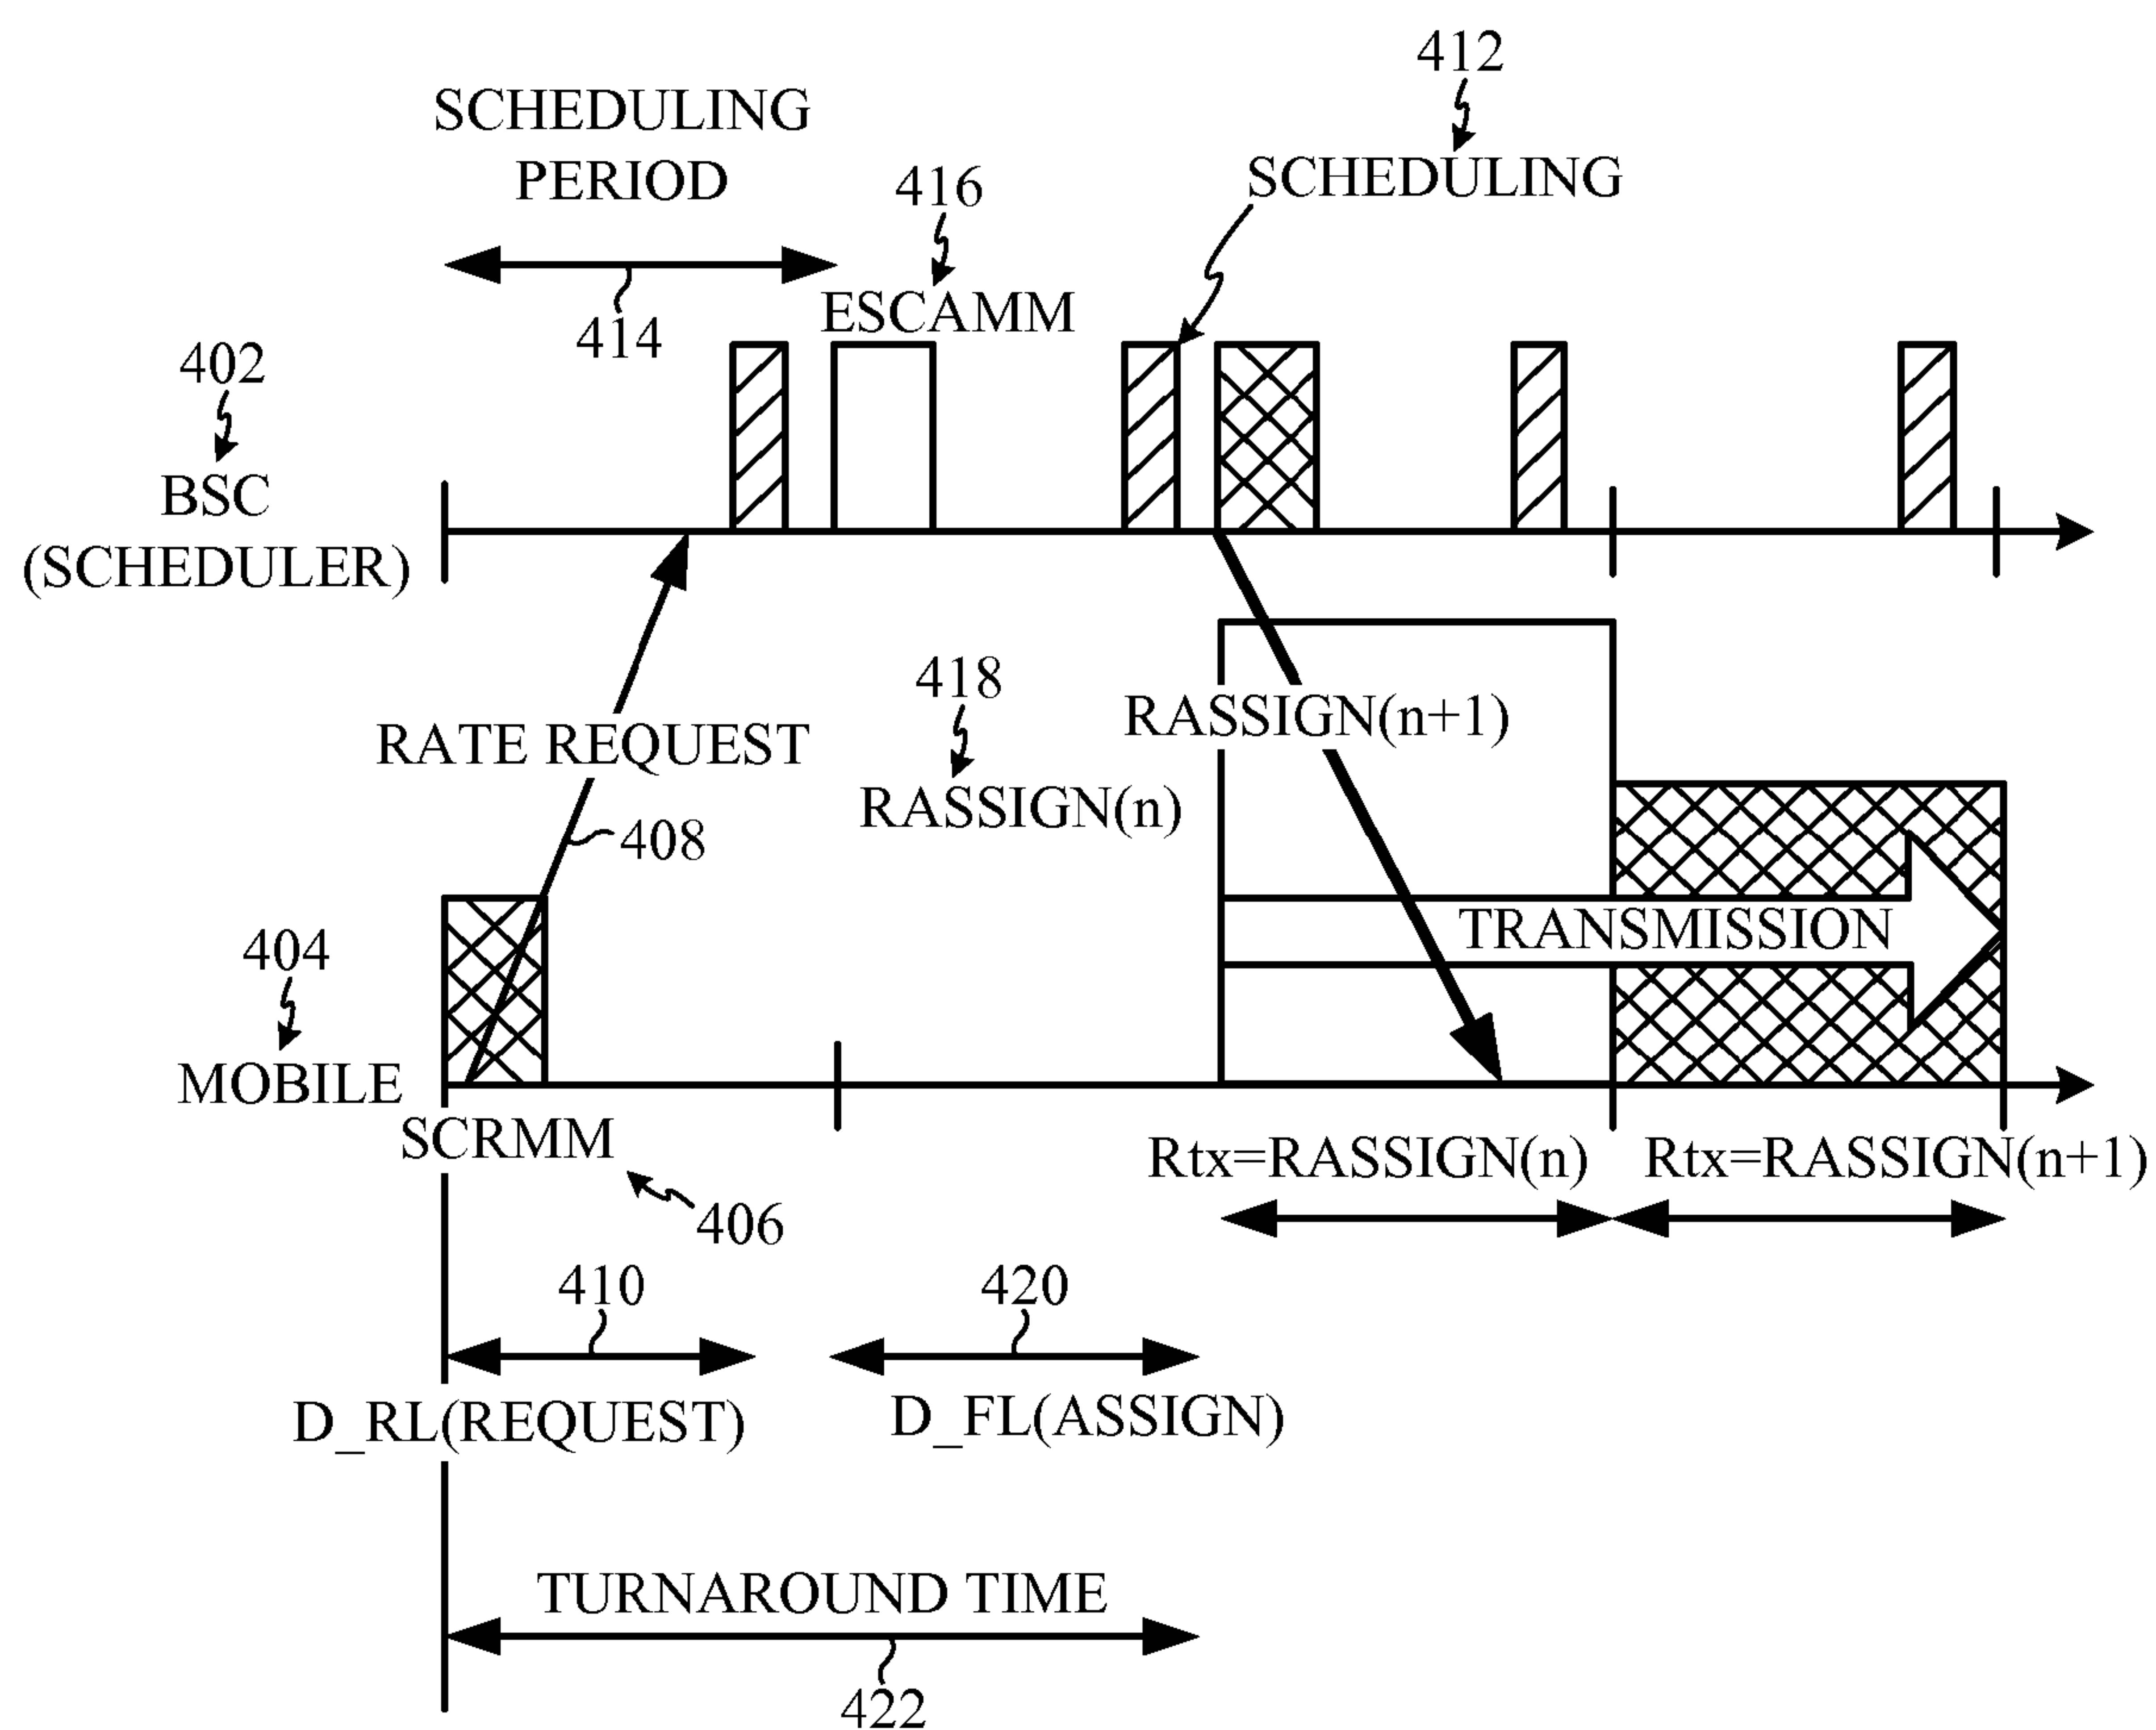 412
SCHEDULING
PERIOD
416
SCHEDULING
ESCAMM
414
402
BSC
(SCHEDULER)
418
RASSIGN(n+1)
RATE REQUEST
RASSIGN(n)
408
TRANSMISSION
404
MOBILE
SCRMM
Rtx=RASSIGN(n)
Rtx=RASSIGN(n+1)
406
410
420
D_RL(REQUEST)
D_FL(ASSIGN)
TURNAROUND TIME
422